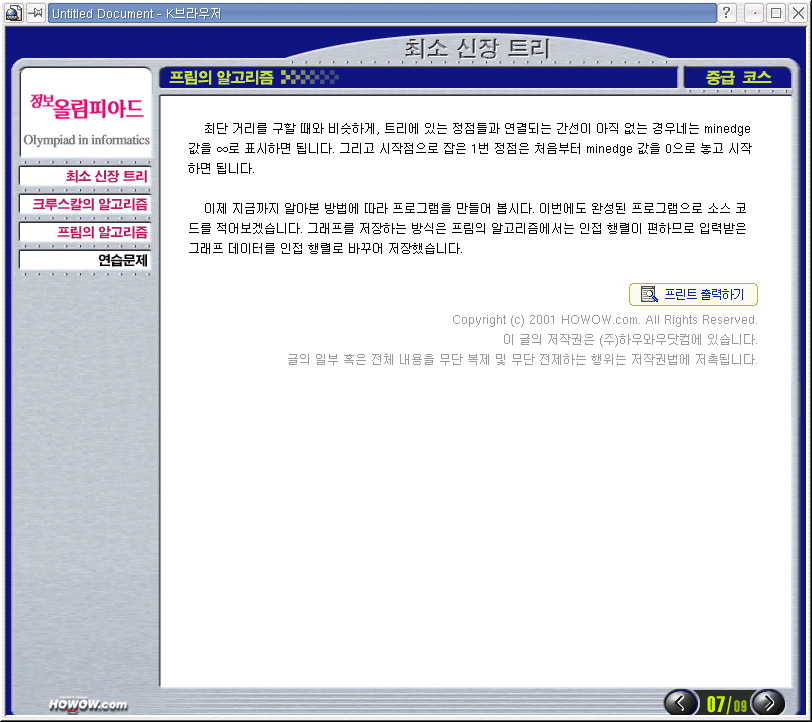 Untitled Document - K브라우저
최소 신장 트리
프림의 알고리즘
중급 코스
정보올림피아드
Olympiad in informatics
최소 신장 트리
크루스칼의 알고리즘
프림의 알고리즘
연습문제
최단 거리를 구할 때와 비슷하게, 트리에 있는 정점들과 연결되는 간선이 아직 없는 경우네는 minedge
값을 ∞로 표시하면 됩니다. 그리고 시작점으로 잡은 1번 정점은 처음부터 minedge 값을 0으로 놓고 시작
하면 됩니다.
이제 지금까지 알아본 방법에 따라 프로그램을 만들어 봅시다. 이번에도 완성된 프로그램으로 소스 코
드를 적어보겠습니다. 그래프를 저장하는 방식은 프림의 알고리즘에서는 인접 행렬이 편하므로 입력받은
그래프 데이터를 인접 행렬로 바꾸어 저장했습니다.
프린트 출력하기
Copyright (c) 2001 HOWOW.com. All Rights Reserved.
이 글의 저작권은 (주)하우와우닷컴에 있습니다.
글의 일부 혹은 전체 내용을 무단 복제 및 무단 전제하는 행위는 저작권법에 저촉됩니다.
HOWOW.com
07/09